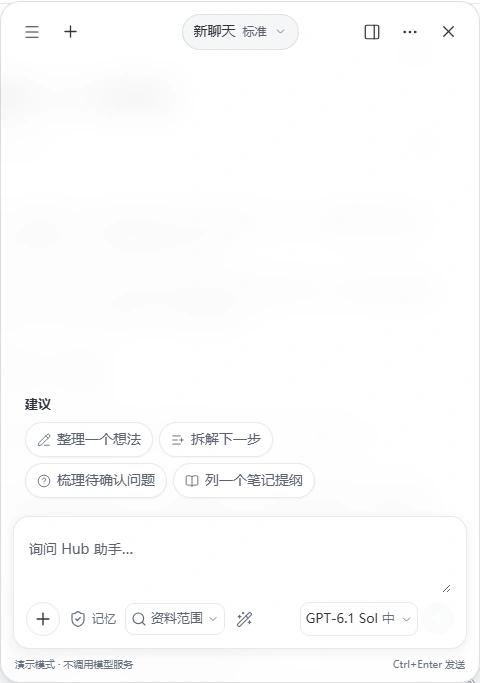 新聊天 标准
建议
整理一个想法 拆解下一步
梳理待确认问题 列一个笔记提纲
询问 Hub 助手...
记忆 资料范围 GPT-6.1 Sol 中
演示模式 · 不调用模型服务 Ctrl+Enter 发送